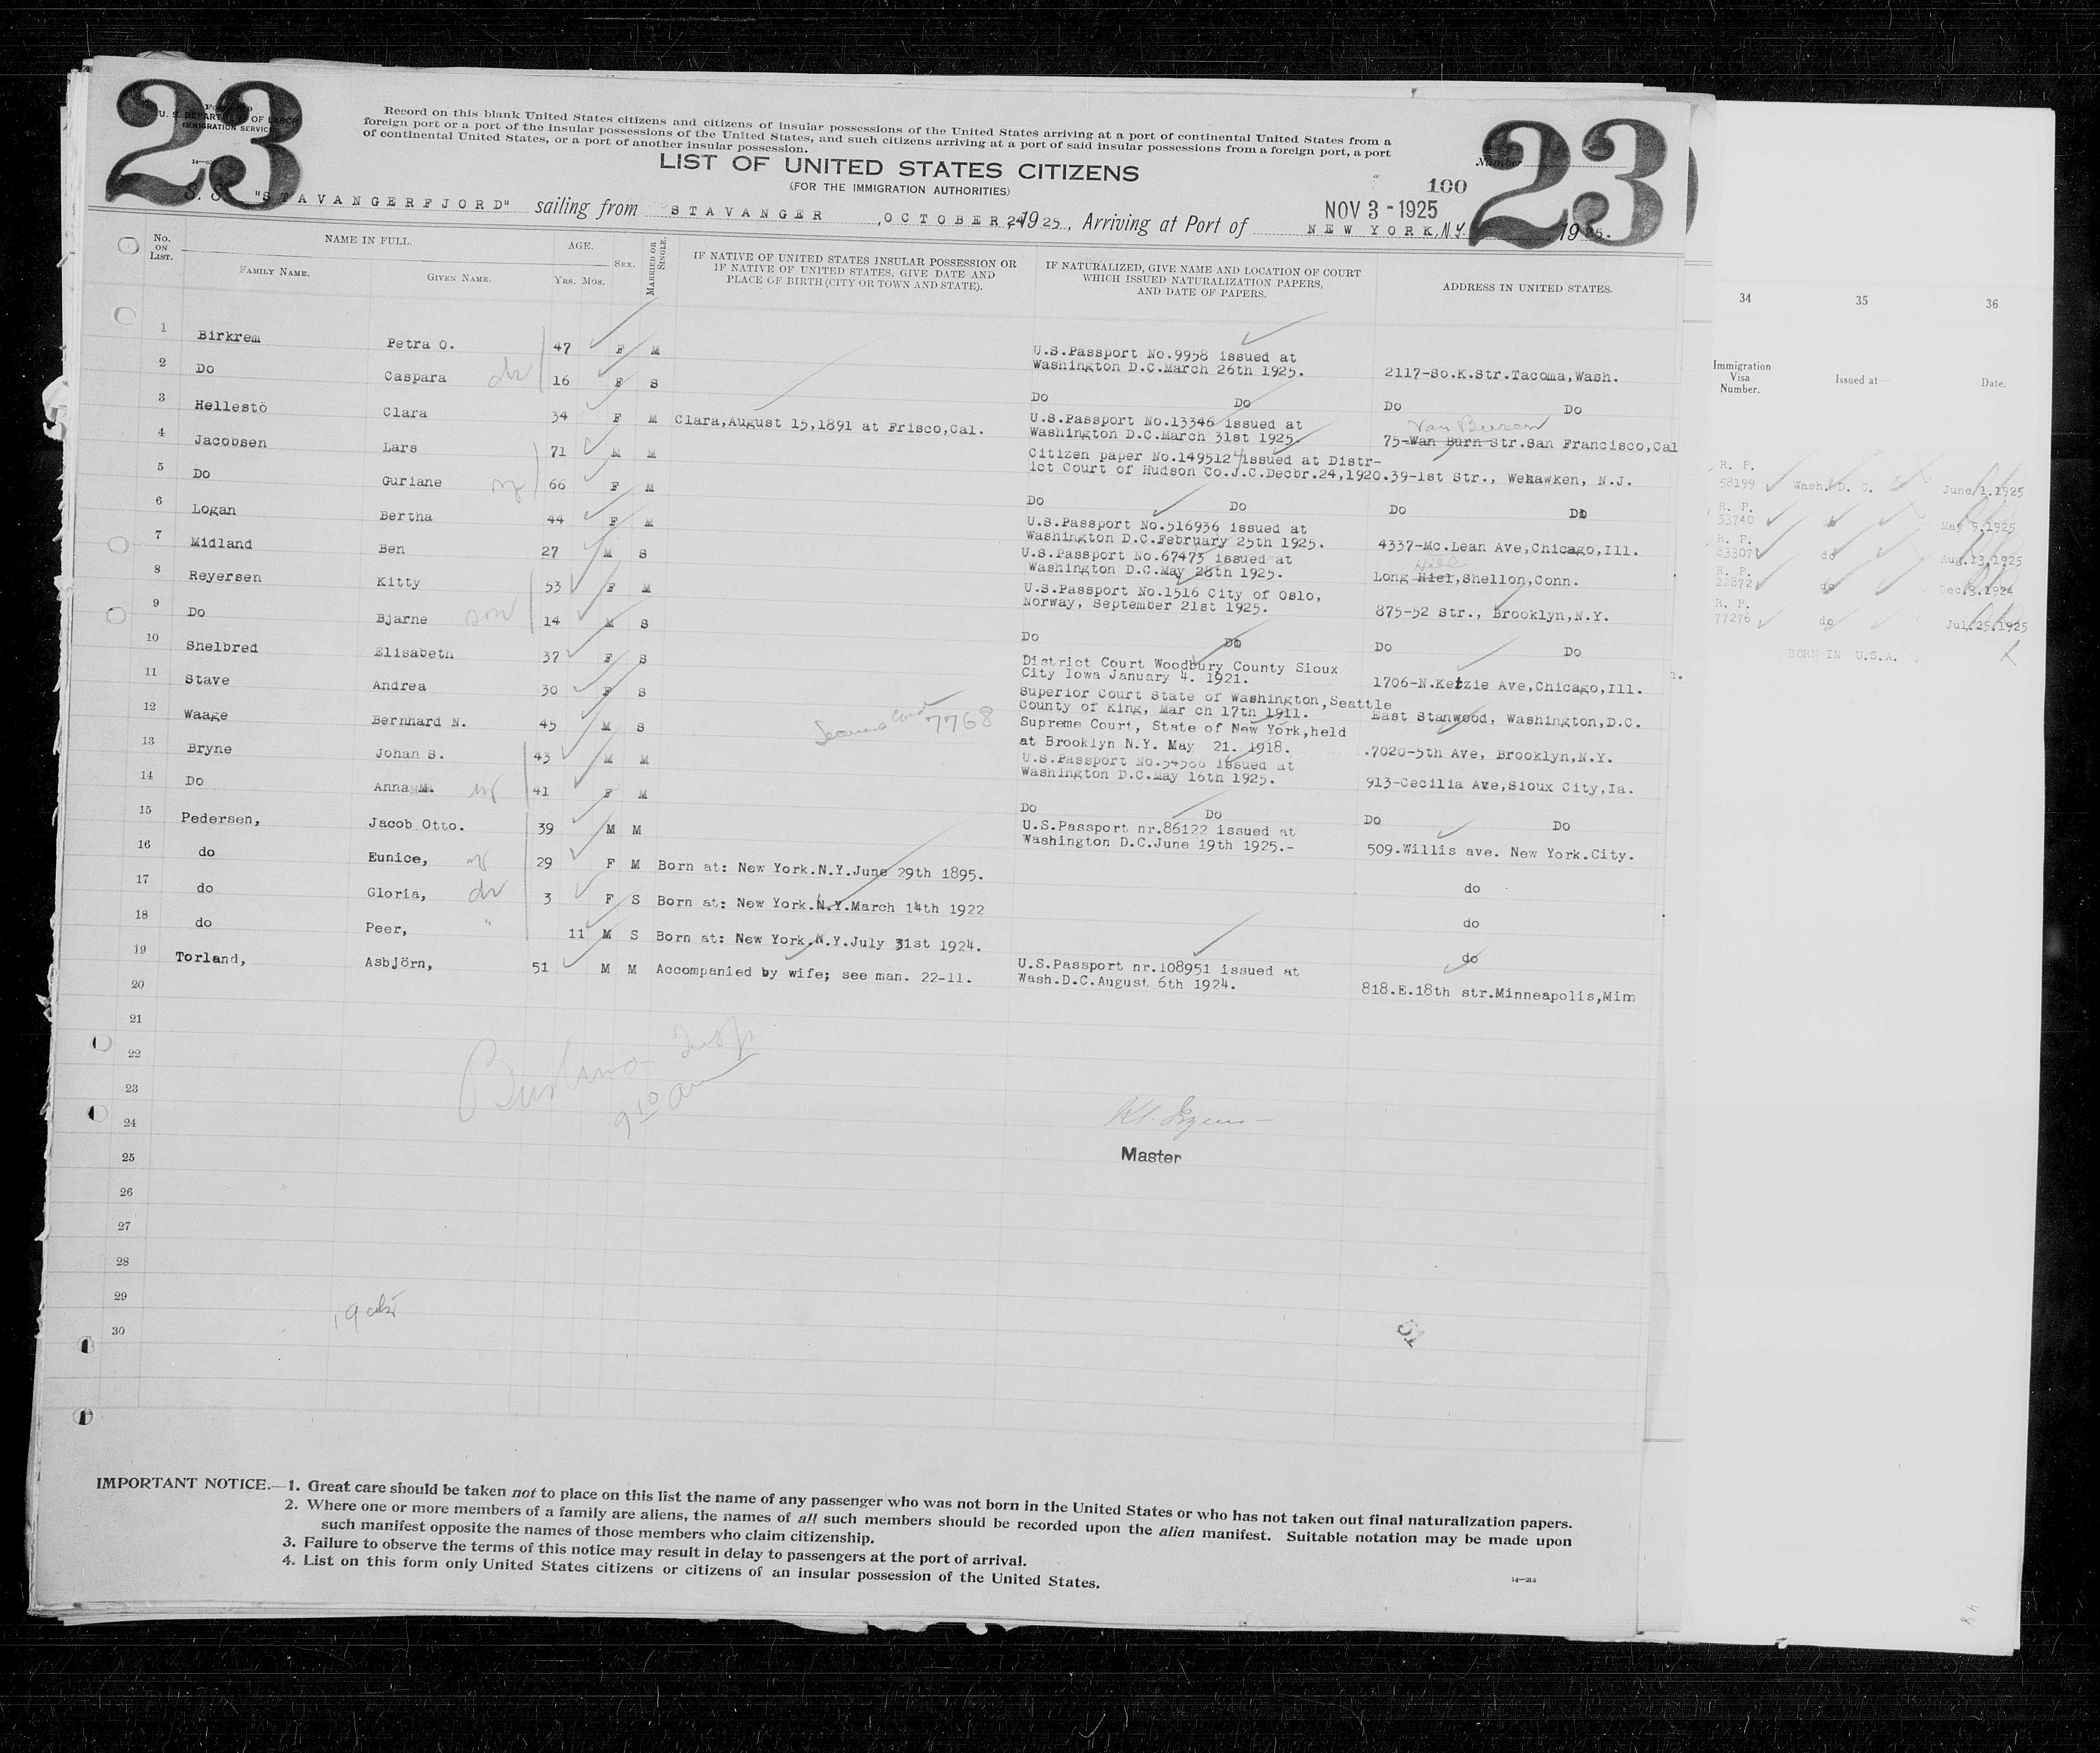 23
23
U. S. DEPARTMENT OF LABOR
IMMIGRATION SERVICE
Record on this blank United States citizens and citizens of insular possessions of the United States arriving at a port of continental United States from a
foreign port or a port of the insular possessions of the United States, and such citizens arriving at a port of said insular possessions from a foreign port, a port
of continental United States, or a port of another insular possession.
LIST OF UNITED STATES CITIZENS
(FOR THE IMMIGRATION AUTHORITIES)
Number
100
NOV 3 - 1925
S. S. "STAVANGERFJORD" sailing from STAVANGER, OCTOBER 24, 1925, Arriving at Port of NEW YORK, N.Y. 1925.
No. ON LIST. NAME IN FULL. AGE. SEX. MARRIED OR SINGLE. IF NATIVE OF UNITED STATES INSULAR POSSESSION OR IF NATIVE OF UNITED STATES, GIVE DATE AND PLACE OF BIRTH (CITY OR TOWN AND STATE). IF NATURALIZED, GIVE NAME AND LOCATION OF COURT WHICH ISSUED NATURALIZATION PAPERS, AND DATE OF PAPERS. ADDRESS IN UNITED STATES.
FAMILY NAME. GIVEN NAME. YRS. MOS.
1 Birkrem Petra O. 47 F M U.S.Passport No.9958 issued at Washington D.C.March 26th 1925. 2117-So.K.Str.Tacoma,Wash.
2 Do Caspara 16 F S Do Do Do Do
3 Hellestö Clara 34 F M Clara,August 15,1891 at Frisco,Cal. U.S.Passport No.13346 issued at Washington D.C.March 31st 1925. 75-Wan Burn Str.San Francisco,Cal
Van Buren
4 Jacobsen Lars 71 M M Citizen paper No.1495124 issued at Distr-ict Court of Hudson Co.J.C.Decbr.24,1920. 39-1st Str., Wekawken, N.J.
5 Do Guriane 66 F M Do Do Do Do
6 Logan Bertha 44 F M U.S.Passport No.516936 issued at Washington D.C.February 25th 1925. 4337-Mc.Lean Ave,Chicago,Ill.
7 Midland Ben 27 M S U.S.Passport No.67473 issued at Washington D.C.May 28th 1925. Long Hier,Shellon,Conn.
Hill
8 Reyersen Kitty 53 F M U.S.Passport No.1516 City of Oslo, Norway, September 21st 1925. 875-52 Str., Brooklyn,N.Y.
9 Do Bjarne son 14 M S Do Do Do Do
10 Shelbred Elisabeth 37 F S District Court Woodbury County Sioux City Iowa January 4. 1921. 1706-N.Ketzie Ave,Chicago,Ill.
11 Stave Andrea 30 F S Superior Court State of Washington,Seattle County of King, Mar ch 17th 1911. East Stanwood, Washington,D.C.
12 Waage Bernhard N. 45 M S 7768 Supreme Court, State of New York,held at Brooklyn N.Y. May 21. 1918. .7020-5th Ave, Brooklyn,N.Y.
13 Bryne Johan S. 43 M M U.S.Passport No.54586 issued at Washington D.C.May 16th 1925. 913-Cecilia Ave,Sioux City,Ia.
14 Do Anna M. 41 F M Do Do Do Do
15 Pedersen, Jacob Otto. 39 M M U.S.Passport nr.86122 issued at Washington D.C.June 19th 1925.- 509.Willis ave. New York.City.
16 do Eunice, 29 F M Born at: New York.N.Y.June 29th 1895. do
17 do Gloria, 3 F S Born at: New York.N.Y.March 14th 1922 do
18 do Peer, " 11 M S Born at: New York.N.Y.July 31st 1924. do
19 Torland, Asbjörn, 51 M M Accompanied by wife; see man. 22-11. U.S.Passport nr.108951 issued at Wash.D.C.August 6th 1924. 818.E.18th str.Minneapolis,Minn
20
21
22
23
24
25
Master
26
27
28
29
30
51
IMPORTANT NOTICE.—1. Great care should be taken not to place on this list the name of any passenger who was not born in the United States or who has not taken out final naturalization papers.
2. Where one or more members of a family are aliens, the names of all such members should be recorded upon the alien manifest. Suitable notation may be made upon
such manifest opposite the names of those members who claim citizenship.
3. Failure to observe the terms of this notice may result in delay to passengers at the port of arrival.
4. List on this form only United States citizens or citizens of an insular possession of the United States.
34 35 36
Immigration Visa Number. Issued at Date.
R. P. 58199 Wash. D. C. June 1.1925
R. P. 53740 do May 9,1925
R. P. 83307 do Aug.13,1925
R. P. 22872 do Dec.3.1924
R. P. 77276 do Jul.25,1925
BORN IN U.S.A.